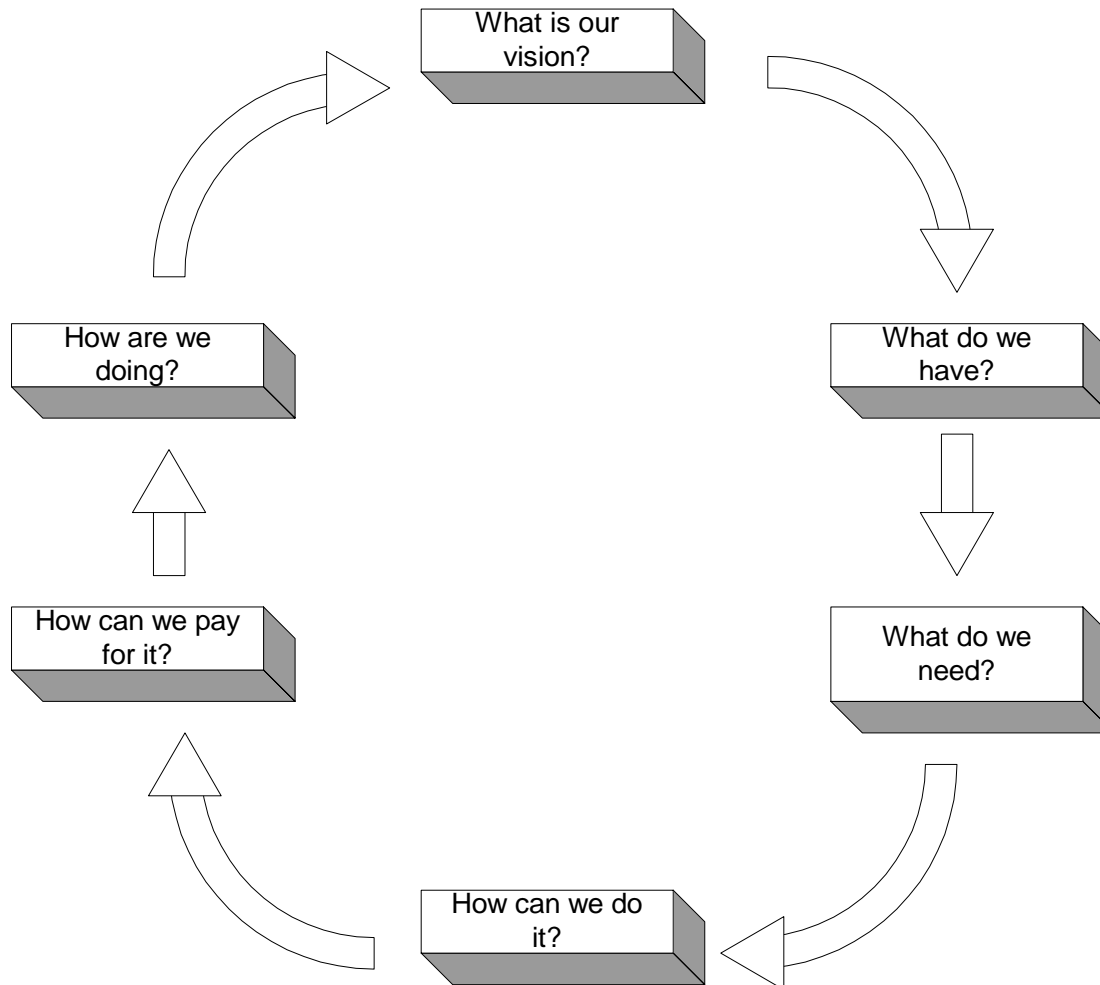 What is our
vision?
What do we
have?
What do we
need?
How can we do
it?
How can we pay
for it?
How are we
doing?